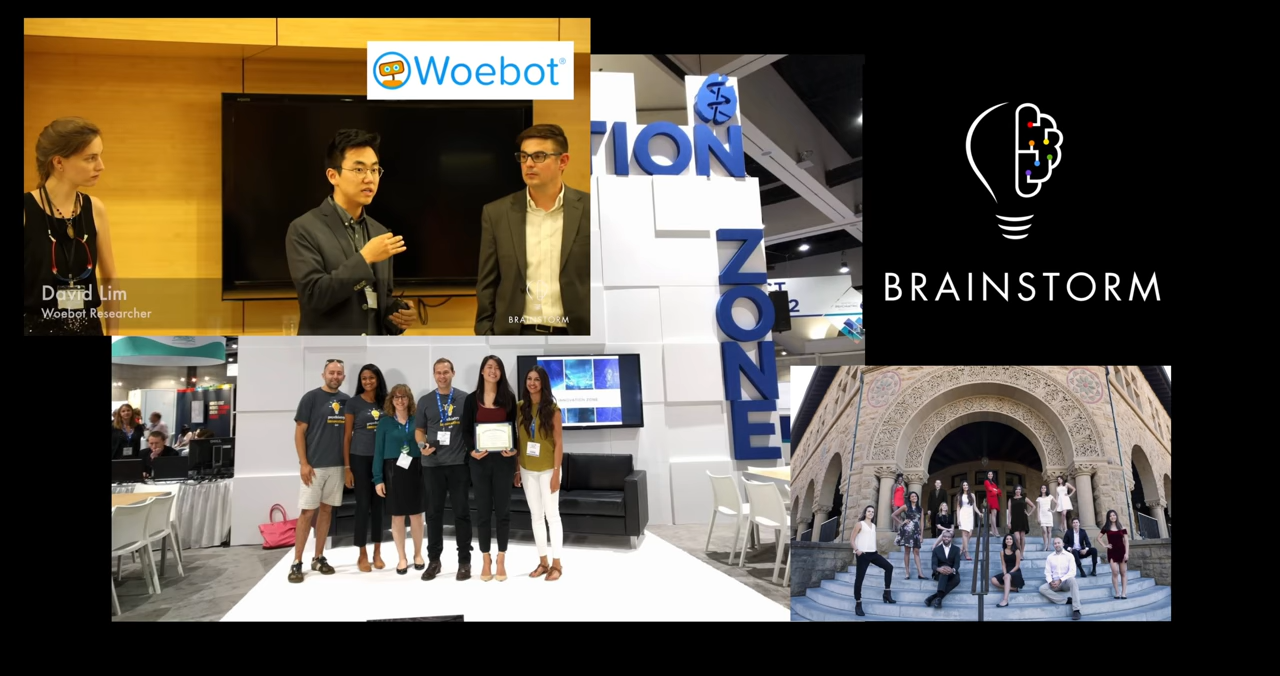 Woebot®
David Lim
Woebot Researcher
BRAINSTORM
TION
ZONE
BRAINSTORM